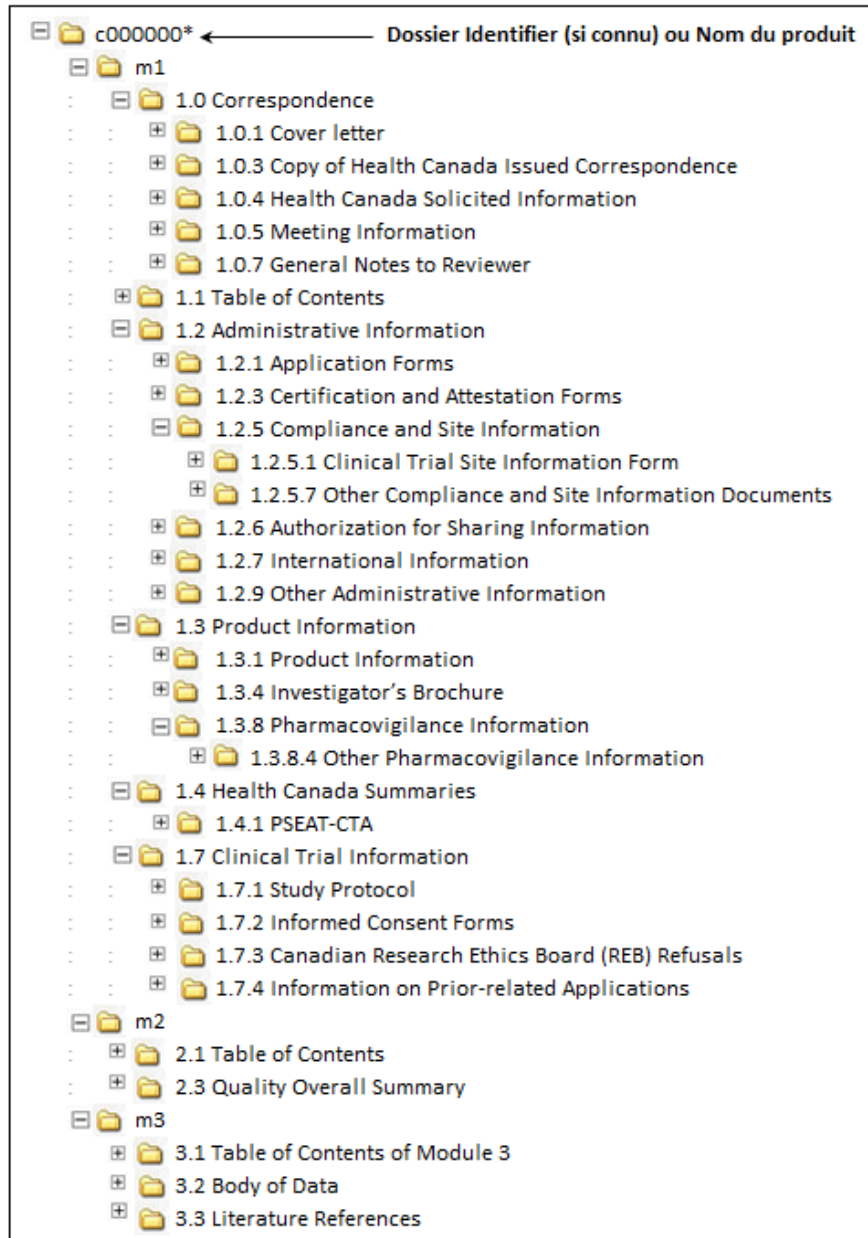 c000000* Dossier Identifier (si connu) ou Nom du produit
m1
1.0 Correspondence
1.0.1 Cover letter
1.0.3 Copy of Health Canada Issued Correspondence
1.0.4 Health Canada Solicited Information
1.0.5 Meeting Information
1.0.7 General Notes to Reviewer
1.1 Table of Contents
1.2 Administrative Information
1.2.1 Application Forms
1.2.3 Certification and Attestation Forms
1.2.5 Compliance and Site Information
1.2.5.1 Clinical Trial Site Information Form
1.2.5.7 Other Compliance and Site Information Documents
1.2.6 Authorization for Sharing Information
1.2.7 International Information
1.2.9 Other Administrative Information
1.3 Product Information
1.3.1 Product Information
1.3.4 Investigator’s Brochure
1.3.8 Pharmacovigilance Information
1.3.8.4 Other Pharmacovigilance Information
1.4 Health Canada Summaries
1.4.1 PSEAT-CTA
1.7 Clinical Trial Information
1.7.1 Study Protocol
1.7.2 Informed Consent Forms
1.7.3 Canadian Research Ethics Board (REB) Refusals
1.7.4 Information on Prior-related Applications
m2
2.1 Table of Contents
2.3 Quality Overall Summary
m3
3.1 Table of Contents of Module 3
3.2 Body of Data
3.3 Literature References